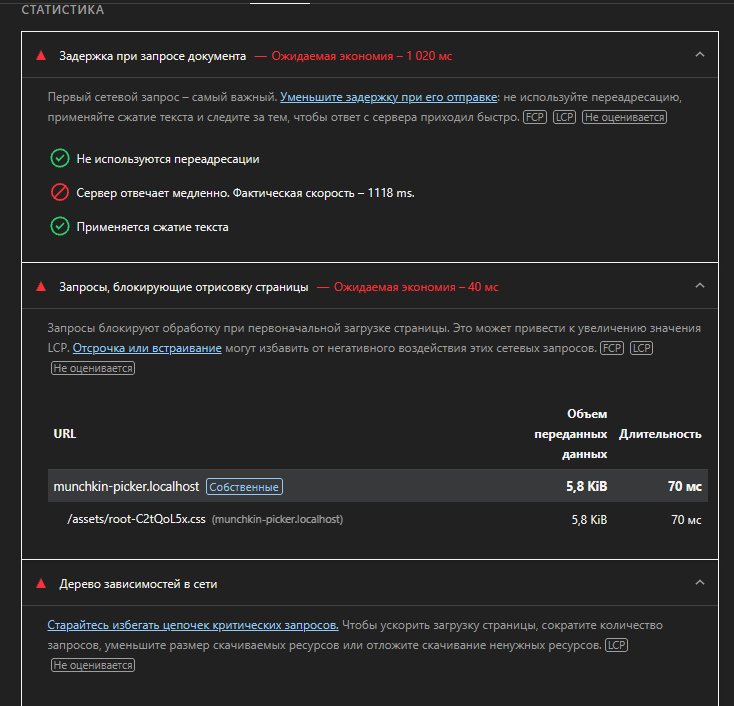 СТАТИСТИКА
Задержка при запросе документа — Ожидаемая экономия – 1 020 мс
Первый сетевой запрос – самый важный. Уменьшите задержку при его отправке: не используйте переадресацию,
применяйте сжатие текста и следите за тем, чтобы ответ с сервера приходил быстро. FCP LCP Не оценивается
Не используются переадресации
Сервер отвечает медленно. Фактическая скорость – 1118 ms.
Применяется сжатие текста
Запросы, блокирующие отрисовку страницы — Ожидаемая экономия – 40 мс
Запросы блокируют обработку при первоначальной загрузке страницы. Это может привести к увеличению значения
LCP. Отсрочка или встраивание могут избавить от негативного воздействия этих сетевых запросов. FCP LCP
Не оценивается
URL Объем переданных данных Длительность
munchkin-picker.localhost Собственные 5,8 KiB 70 мс
/assets/root-C2tQoL5x.css (munchkin-picker.localhost) 5,8 KiB 70 мс
Дерево зависимостей в сети
Старайтесь избегать цепочек критических запросов. Чтобы ускорить загрузку страницы, сократите количество
запросов, уменьшите размер скачиваемых ресурсов или отложите скачивание ненужных ресурсов. LCP
Не оценивается